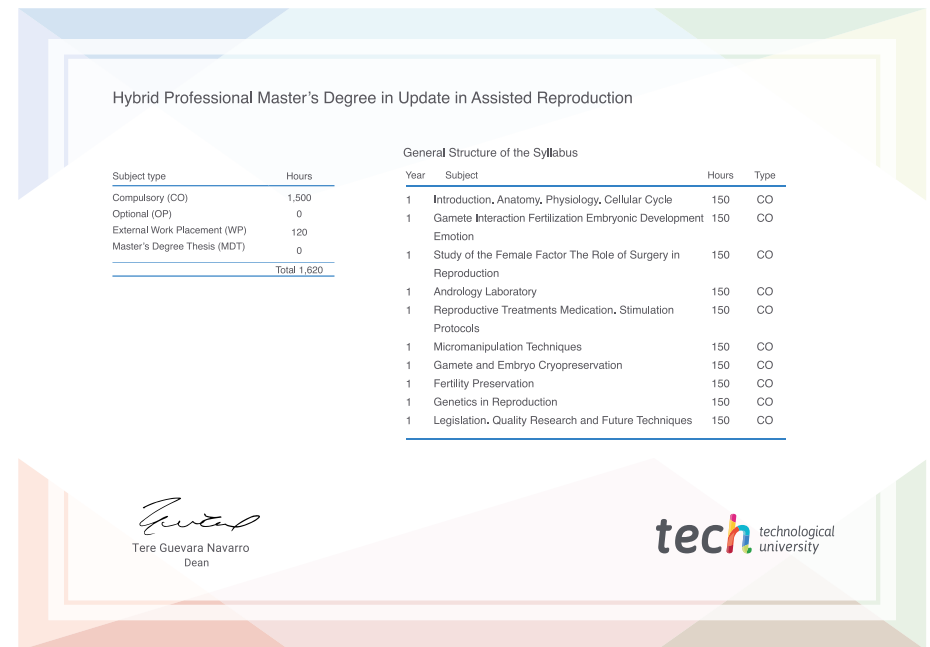 Hybrid Professional Master's Degree in Update in Assisted Reproduction
Subject type Hours
Compulsory (CO) 1,500
Optional (OP) 0
External Work Placement (WP) 120
Master's Degree Thesis (MDT) 0
Total 1,620
General Structure of the Syllabus
Year Subject Hours Type
1 Introduction. Anatomy. Physiology. Cellular Cycle 150 CO
1 Gamete Interaction Fertilization Embryonic Development 150 CO
Emotion
1 Study of the Female Factor The Role of Surgery in 150 CO
Reproduction
1 Andrology Laboratory 150 CO
1 Reproductive Treatments Medication. Stimulation 150 CO
Protocols
1 Micromanipulation Techniques 150 CO
1 Gamete and Embryo Cryopreservation 150 CO
1 Fertility Preservation 150 CO
1 Genetics in Reproduction 150 CO
1 Legislation. Quality Research and Future Techniques 150 CO
Tere Guevara Navarro
Dean
tech technological
university